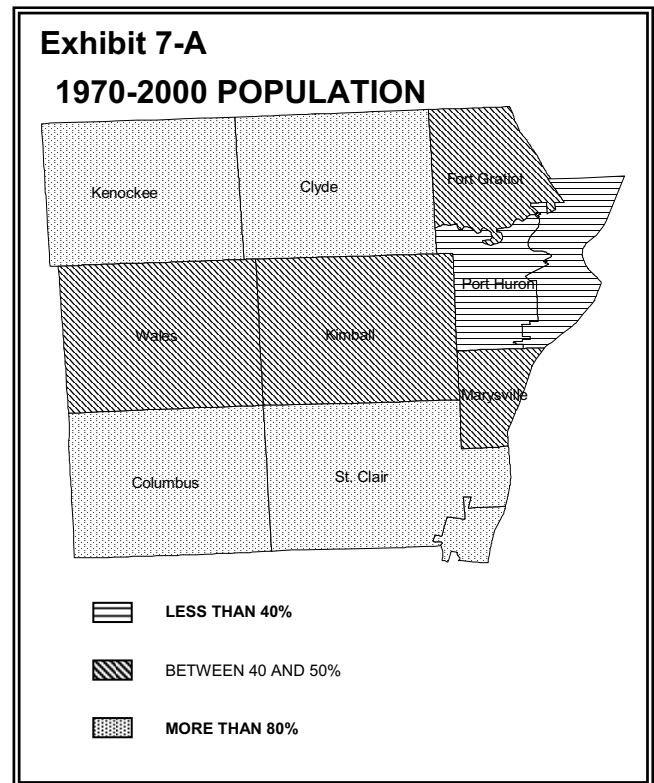 Exhibit 7-A
1970-2000 POPULATION
Kenockee
Clyde
Fort Gratiot
Port Huron
Wales
Kimball
Marysville
Columbus
St. Clair
LESS THAN 40%
BETWEEN 40 AND 50%
MORE THAN 80%